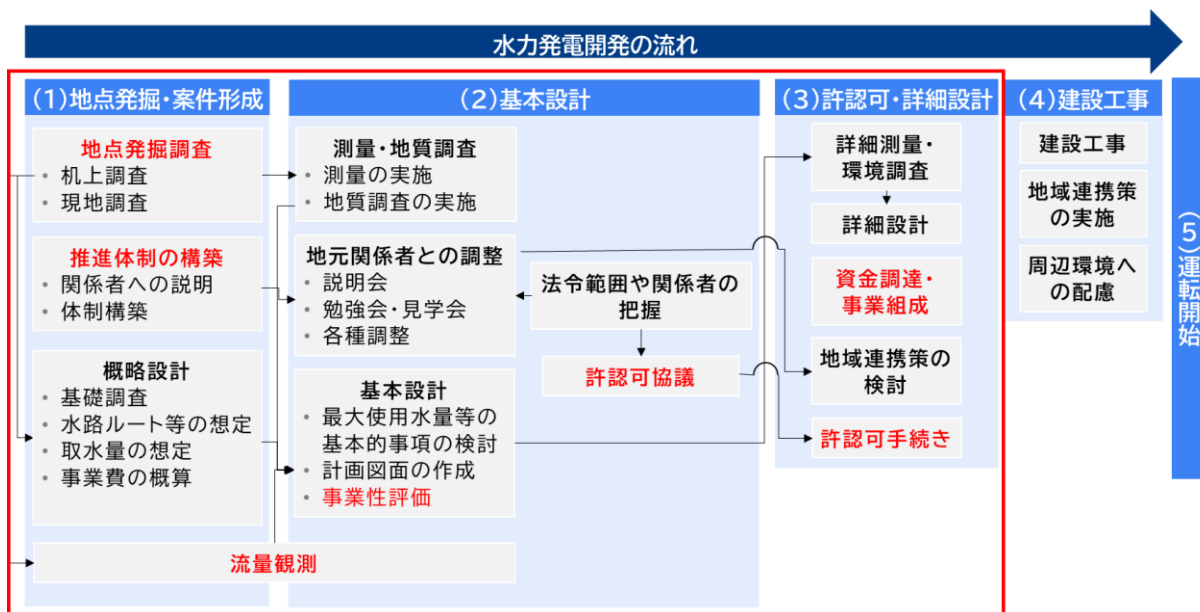 水力発電開発の流れ
(1)地点発掘・案件形成
地点発掘調査
• 机上調査
• 現地調査
推進体制の構築
• 関係者への説明
• 体制構築
概略設計
• 基礎調査
• 水路ルート等の想定
• 取水量の想定
• 事業費の概算
流量観測
(2)基本設計
測量・地質調査
• 測量の実施
• 地質調査の実施
地元関係者との調整
• 説明会
• 勉強会・見学会
• 各種調整
法令範囲や関係者の
把握
許認可協議
基本設計
• 最大使用水量等の
基本的事項の検討
• 計画図面の作成
• 事業性評価
(3)許認可・詳細設計
詳細測量・
環境調査
詳細設計
資金調達・
事業組成
地域連携策の
検討
許認可手続き
(4)建設工事
建設工事
地域連携策
の実施
周辺環境へ
の配慮
(5)運転開始